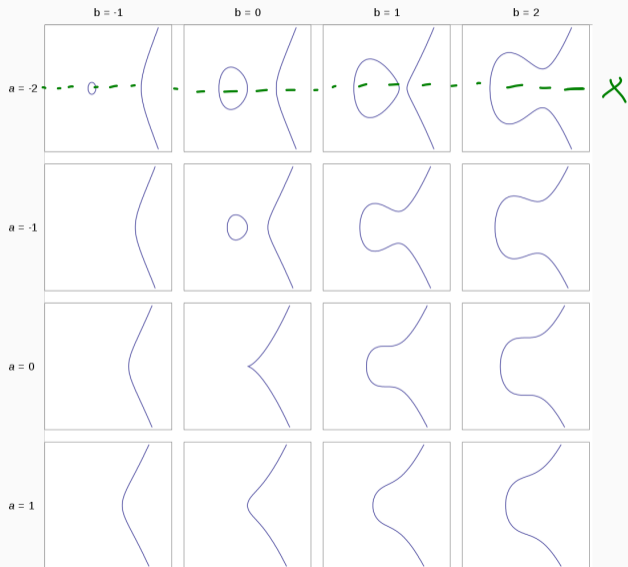 b = -1 b = 0 b = 1 b = 2
a = -2 X
a = -1
a = 0
a = 1